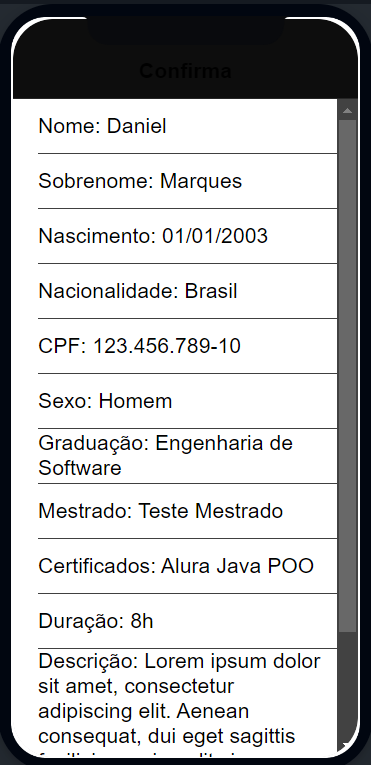 Confirma
Nome: Daniel
Sobrenome: Marques
Nascimento: 01/01/2003
Nacionalidade: Brasil
CPF: 123.456.789-10
Sexo: Homem
Graduação: Engenharia de
Software
Mestrado: Teste Mestrado
Certificados: Alura Java POO
Duração: 8h
Descrição: Lorem ipsum dolor
sit amet, consectetur
adipiscing elit. Aenean
consequat, dui eget sagittis